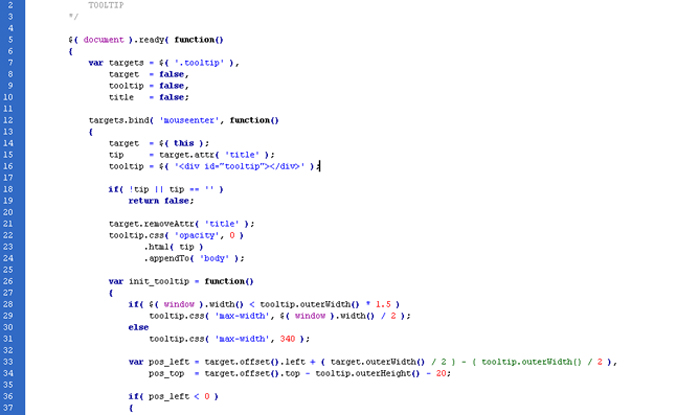 2 TOOLTIP
3 */
4
5 $( document ).ready( function()
6 {
7 var targets = $( '.tooltip' ),
8 target = false,
9 tooltip = false,
10 title = false;
11
12 targets.bind( 'mouseenter', function()
13 {
14 target = $( this );
15 tip = target.attr( 'title' );
16 tooltip = $( '<div id="tooltip"></div>' );
17
18 if( !tip || tip == '' )
19 return false;
20
21 target.removeAttr( 'title' );
22 tooltip.css( 'opacity', 0 )
23 .html( tip )
24 .appendTo( 'body' );
25
26 var init_tooltip = function()
27 {
28 if( $( window ).width() < tooltip.outerWidth() * 1.5 )
29 tooltip.css( 'max-width', $( window ).width() / 2 );
30 else
31 tooltip.css( 'max-width', 340 );
32
33 var pos_left = target.offset().left + ( target.outerWidth() / 2 ) - ( tooltip.outerWidth() / 2 ),
34 pos_top = target.offset().top - tooltip.outerHeight() - 20;
35
36 if( pos_left < 0 )
37 {